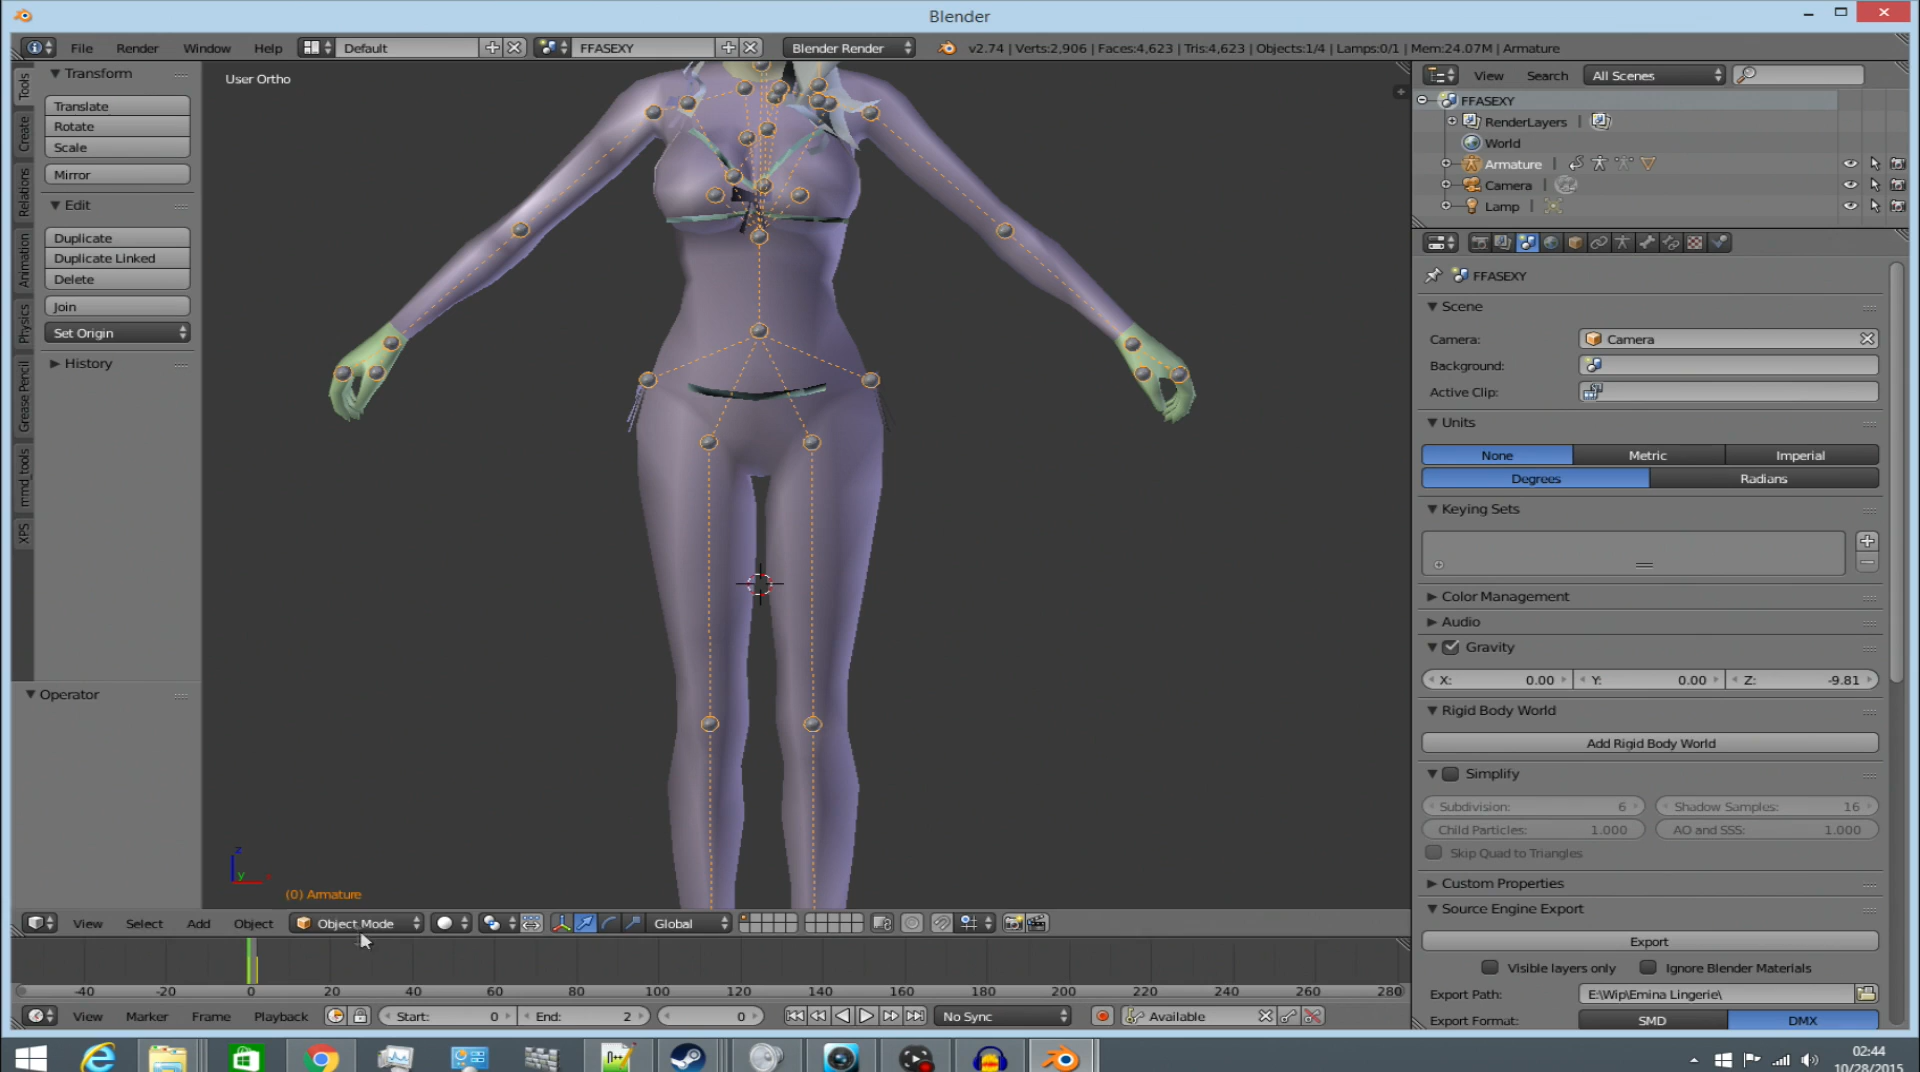 Blender
File Render Window Help Default FFASEXY Blender Render v2.74 | Verts:2,906 | Faces:4,623 | Tris:4,623 | Objects:1/4 | Lamps:0/1 | Mem:24.07M | Armature
Tools
Create
Relations
Animation
Physics
Grease Pencil
mmd_tools
XPS
Transform
Translate
Rotate
Scale
Mirror
Edit
Duplicate
Duplicate Linked
Delete
Join
Set Origin
History
Operator
User Ortho
z
y
(0) Armature
View Select Add Object Object Mode Global
-40 -20 0 20 40 60 80 100 120 140 160 180 200 220 240 260 280
View Marker Frame Playback Start: 0 End: 2 0 No Sync Available
View Search All Scenes
FFASEXY
RenderLayers
World
Armature
Camera
Lamp
FFASEXY
Scene
Camera: Camera
Background:
Active Clip:
Units
None Metric Imperial
Degrees Radians
Keying Sets
Color Management
Audio
Gravity
X: 0.00 Y: 0.00 Z: -9.81
Rigid Body World
Add Rigid Body World
Simplify
Subdivision: 6 Shadow Samples: 16
Child Particles: 1.000 AO and SSS: 1.000
Skip Quad to Triangles
Custom Properties
Source Engine Export
Export
Visible layers only Ignore Blender Materials
Export Path: E:\Wip\Emina Lingerie\
Export Format: SMD DMX
02:44
10/28/2015